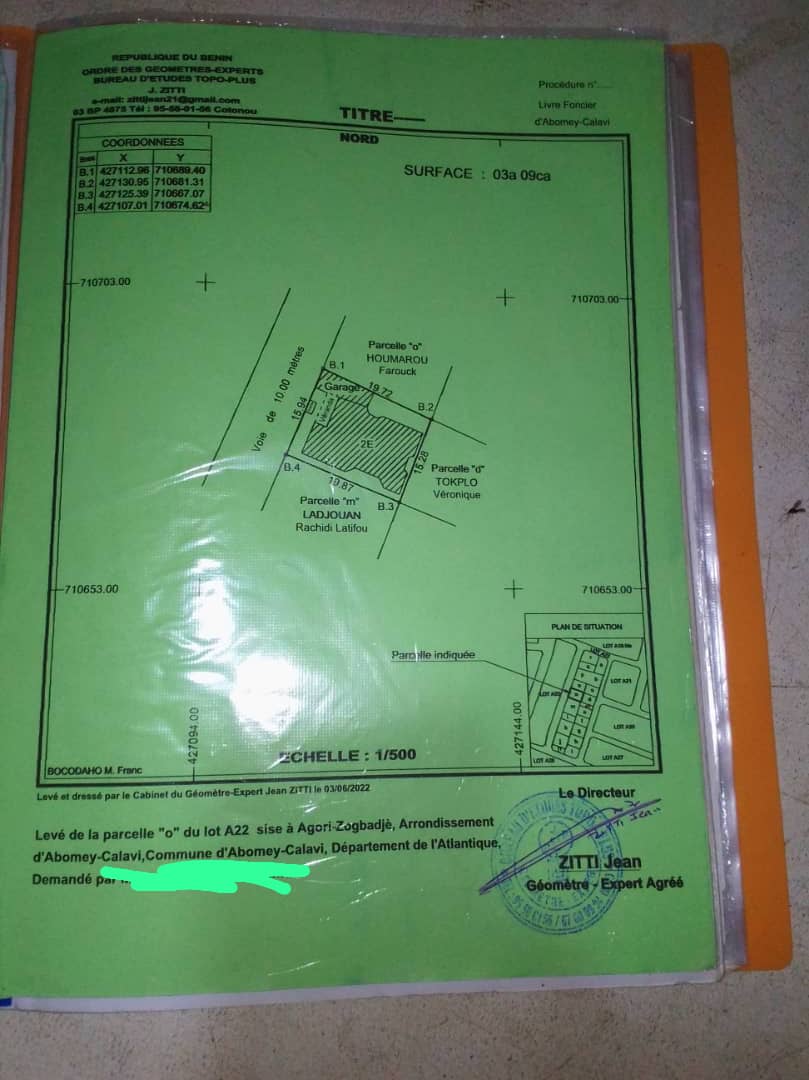 REPUBLIQUE DU BENIN
ORDRE DES GEOMETRES-EXPERTS
BUREAU D'ETUDES TOPO-PLUS
J. ZITTI
e-mail: zittijean21@gmail.com
03 BP 4875 Tél : 95-56-01-56 Cotonou
Procédure n°......
Livre Foncier
d'Abomey-Calavi
TITRE
NORD
COORDONNEES
X Y
B.1 427112.96 710689.40
B.2 427130.95 710681.31
B.3 427125.39 710667.07
B.4 427107.01 710674.62
SURFACE : 03a 09ca
710703.00
710703.00
Voie de 10.00 mètres
Parcelle "o"
HOUMAROU
Farouck
B.1
Garage
19.72
B.2
15.94
2E
15.28
B.4
19.87
B.3
Parcelle "d"
TOKPLO
Véronique
Parcelle "m"
LADJOUAN
Rachidi Latifou
710653.00
710653.00
PLAN DE SITUATION
Parcelle indiquée
LOT A21
LOT A27
427094.00
427144.00
ECHELLE : 1/500
BOCODAHO M. Franc
Levé et dressé par le Cabinet du Géomètre-Expert Jean ZITTI le 03/06/2022
Le Directeur
Levé de la parcelle "o" du lot A22 sise à Agori-Zogbadjè, Arrondissement
d'Abomey-Calavi,Commune d'Abomey-Calavi, Département de l'Atlantique,
Demandé par
ZITTI Jean
Géomètre - Expert Agréé